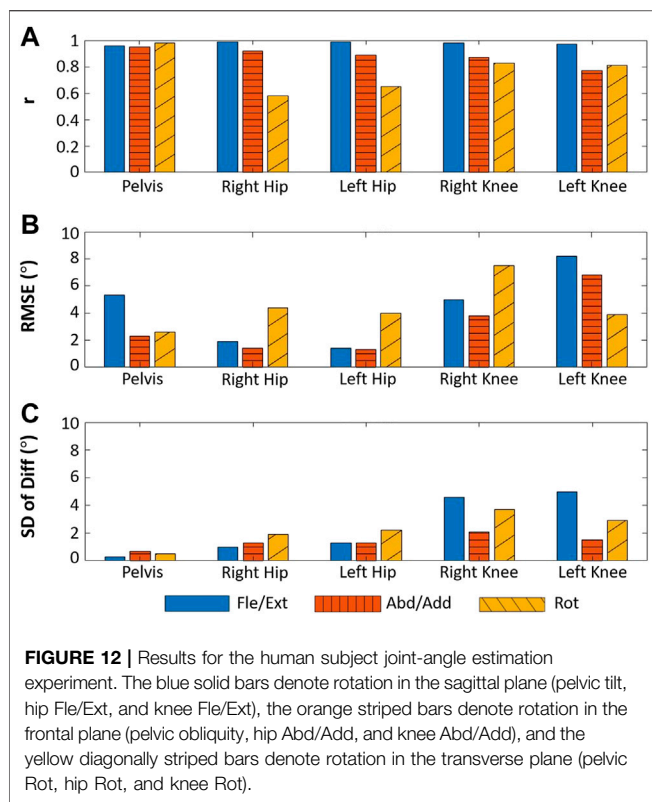 A
r
1
0.8
0.6
0.4
0.2
0
Pelvis Right Hip Left Hip Right Knee Left Knee
B
RMSE (°)
10
8
6
4
2
0
Pelvis Right Hip Left Hip Right Knee Left Knee
C
SD of Diff (°)
10
8
6
4
2
0
Pelvis Right Hip Left Hip Right Knee Left Knee
Fle/Ext Abd/Add Rot
FIGURE 12 | Results for the human subject joint-angle estimation
experiment. The blue solid bars denote rotation in the sagittal plane (pelvic tilt,
hip Fle/Ext, and knee Fle/Ext), the orange striped bars denote rotation in the
frontal plane (pelvic obliquity, hip Abd/Add, and knee Abd/Add), and the
yellow diagonally striped bars denote rotation in the transverse plane (pelvic
Rot, hip Rot, and knee Rot).